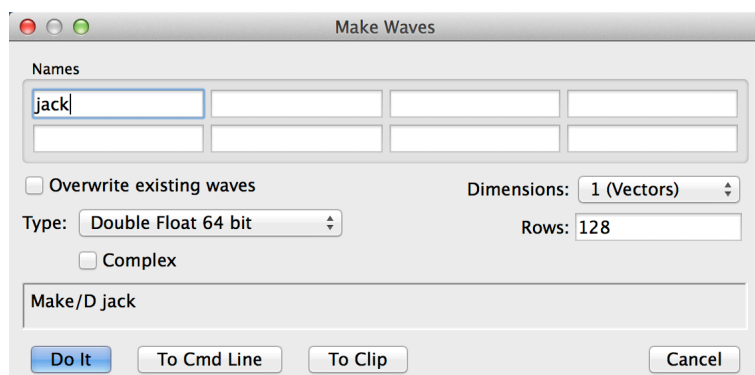 Make Waves
Names
jack
Overwrite existing waves
Dimensions: 1 (Vectors)
Type: Double Float 64 bit
Rows: 128
Complex
Make/D jack
Do It To Cmd Line To Clip Cancel